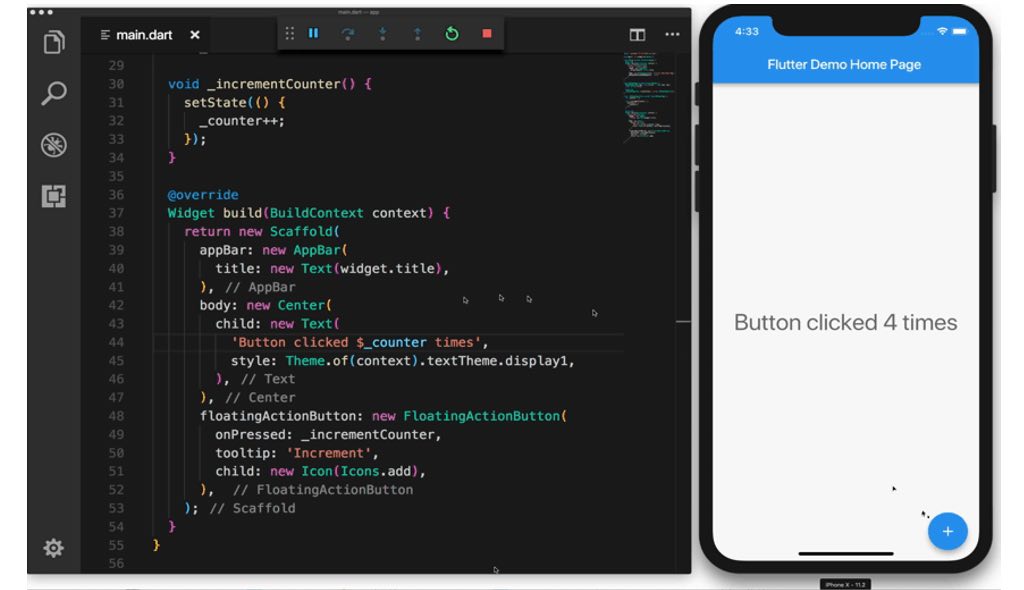 main.dart — app
main.dart
29
30 void _incrementCounter() {
31 setState(() {
32 _counter++;
33 });
34 }
35
36 @override
37 Widget build(BuildContext context) {
38 return new Scaffold(
39 appBar: new AppBar(
40 title: new Text(widget.title),
41 ), // AppBar
42 body: new Center(
43 child: new Text(
44 'Button clicked $_counter times',
45 style: Theme.of(context).textTheme.display1,
46 ), // Text
47 ), // Center
48 floatingActionButton: new FloatingActionButton(
49 onPressed: _incrementCounter,
50 tooltip: 'Increment',
51 child: new Icon(Icons.add),
52 ), // FloatingActionButton
53 ); // Scaffold
54 }
55 }
56
4:33
Flutter Demo Home Page
Button clicked 4 times
+
iPhone X - 11.2